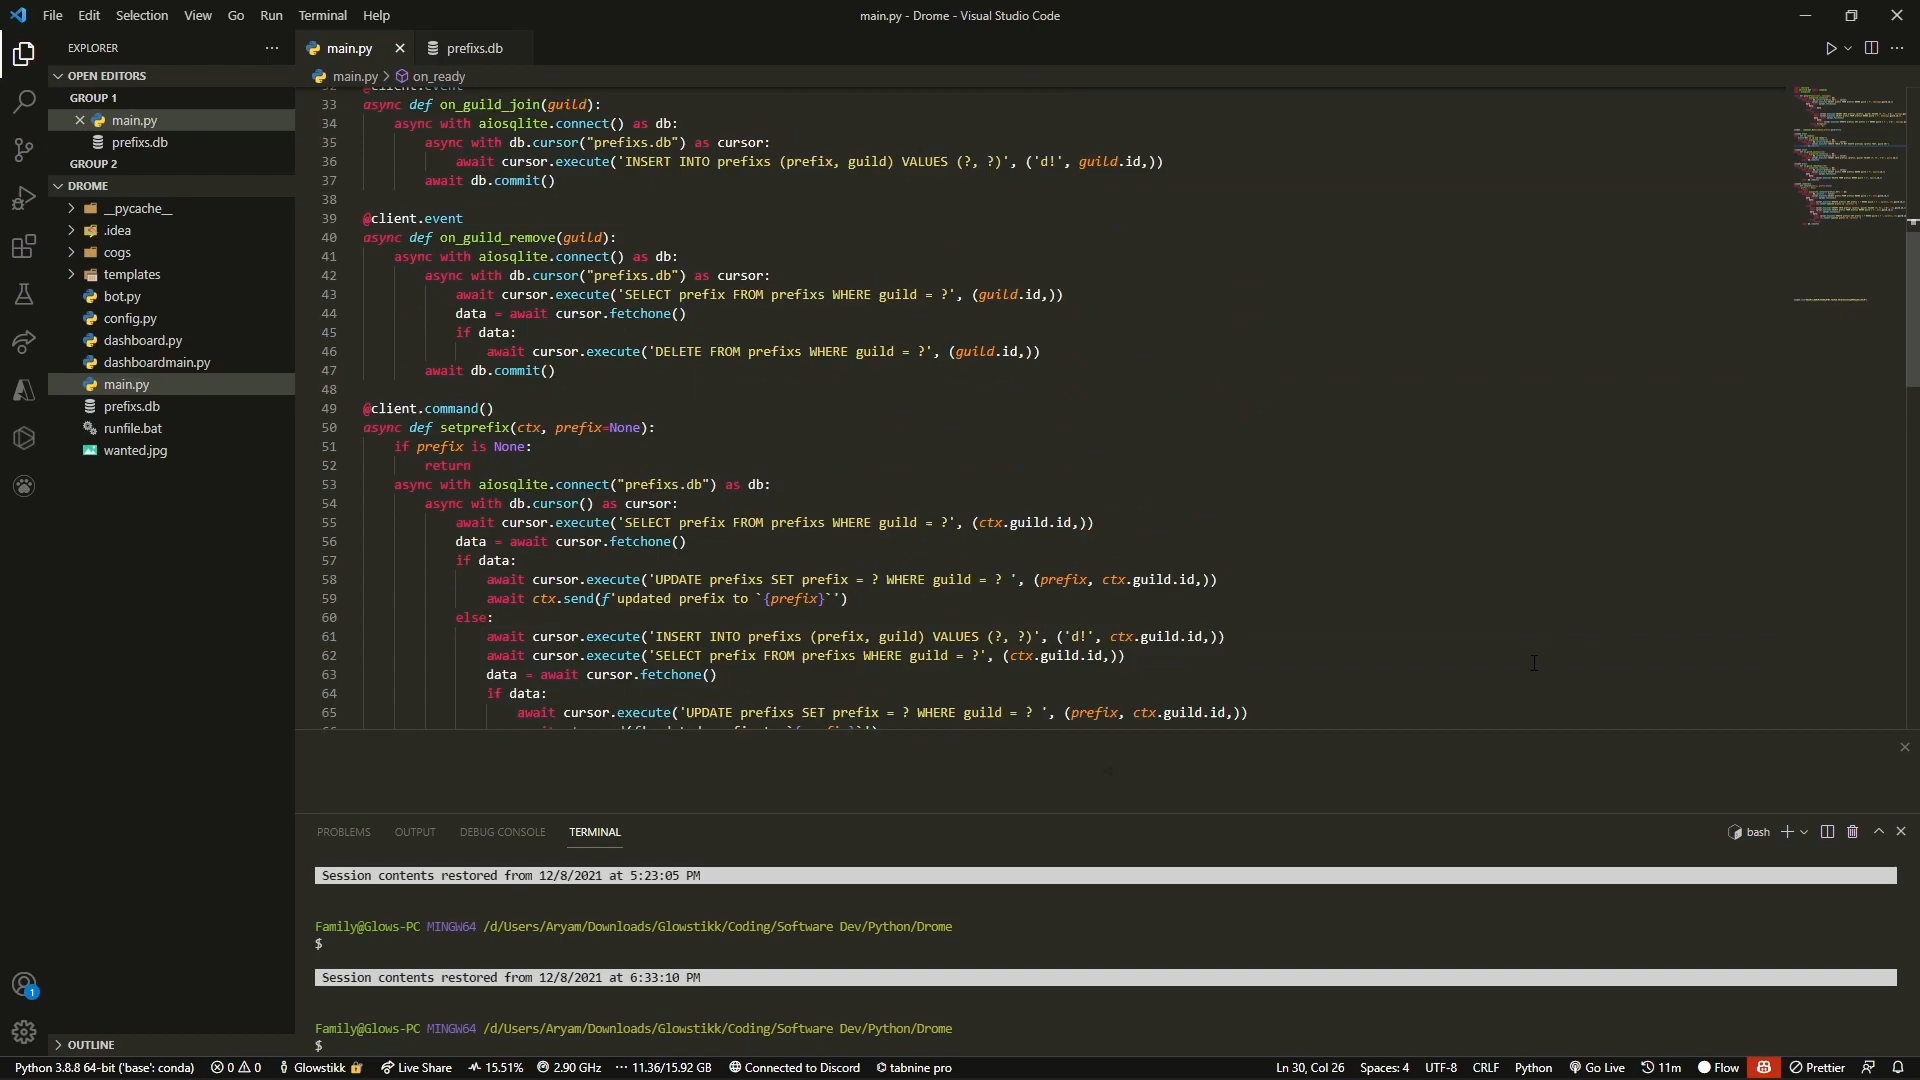 File Edit Selection View Go Run Terminal Help
main.py - Drome - Visual Studio Code
EXPLORER
OPEN EDITORS
GROUP 1
main.py
prefixs.db
GROUP 2
DROME
__pycache__
.idea
cogs
templates
bot.py
config.py
dashboard.py
dashboardmain.py
main.py
prefixs.db
runfile.bat
wanted.jpg
OUTLINE
main.py prefixs.db
main.py > on_ready
32 @client.event
33 async def on_guild_join(guild):
34 async with aiosqlite.connect() as db:
35 async with db.cursor("prefixs.db") as cursor:
36 await cursor.execute('INSERT INTO prefixs (prefix, guild) VALUES (?, ?)', ('d!', guild.id,))
37 await db.commit()
38
39 @client.event
40 async def on_guild_remove(guild):
41 async with aiosqlite.connect() as db:
42 async with db.cursor("prefixs.db") as cursor:
43 await cursor.execute('SELECT prefix FROM prefixs WHERE guild = ?', (guild.id,))
44 data = await cursor.fetchone()
45 if data:
46 await cursor.execute('DELETE FROM prefixs WHERE guild = ?', (guild.id,))
47 await db.commit()
48
49 @client.command()
50 async def setprefix(ctx, prefix=None):
51 if prefix is None:
52 return
53 async with aiosqlite.connect("prefixs.db") as db:
54 async with db.cursor() as cursor:
55 await cursor.execute('SELECT prefix FROM prefixs WHERE guild = ?', (ctx.guild.id,))
56 data = await cursor.fetchone()
57 if data:
58 await cursor.execute('UPDATE prefixs SET prefix = ? WHERE guild = ? ', (prefix, ctx.guild.id,))
59 await ctx.send(f'updated prefix to `{prefix}`')
60 else:
61 await cursor.execute('INSERT INTO prefixs (prefix, guild) VALUES (?, ?)', ('d!', ctx.guild.id,))
62 await cursor.execute('SELECT prefix FROM prefixs WHERE guild = ?', (ctx.guild.id,))
63 data = await cursor.fetchone()
64 if data:
65 await cursor.execute('UPDATE prefixs SET prefix = ? WHERE guild = ? ', (prefix, ctx.guild.id,))
PROBLEMS OUTPUT DEBUG CONSOLE TERMINAL
bash
Session contents restored from 12/8/2021 at 5:23:05 PM
Family@Glows-PC MINGW64 /d/Users/Aryam/Downloads/Glowstikk/Coding/Software Dev/Python/Drome
$
Session contents restored from 12/8/2021 at 6:33:10 PM
Family@Glows-PC MINGW64 /d/Users/Aryam/Downloads/Glowstikk/Coding/Software Dev/Python/Drome
$
1
Python 3.8.8 64-bit ('base': conda) 0 0 Glowstikk Live Share 15.51% 2.90 GHz 11.36/15.92 GB Connected to Discord tabnine pro
Ln 30, Col 26 Spaces: 4 UTF-8 CRLF Python Go Live 11m Flow Prettier